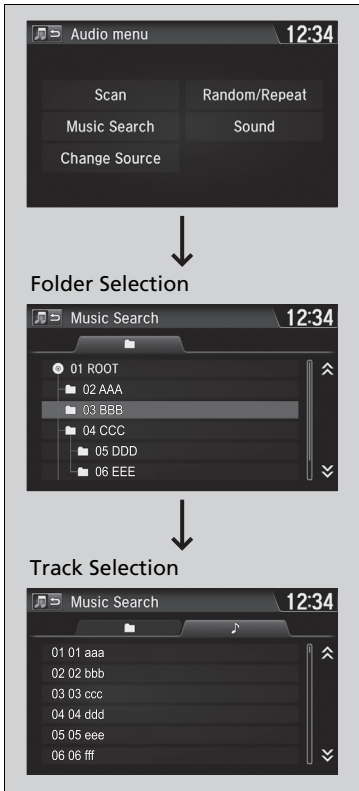 Audio menu 12:34
Scan Random/Repeat
Music Search Sound
Change Source
Folder Selection
Music Search 12:34
01 ROOT
02 AAA
03 BBB
04 CCC
05 DDD
06 EEE
Track Selection
Music Search 12:34
01 01 aaa
02 02 bbb
03 03 ccc
04 04 ddd
05 05 eee
06 06 fff